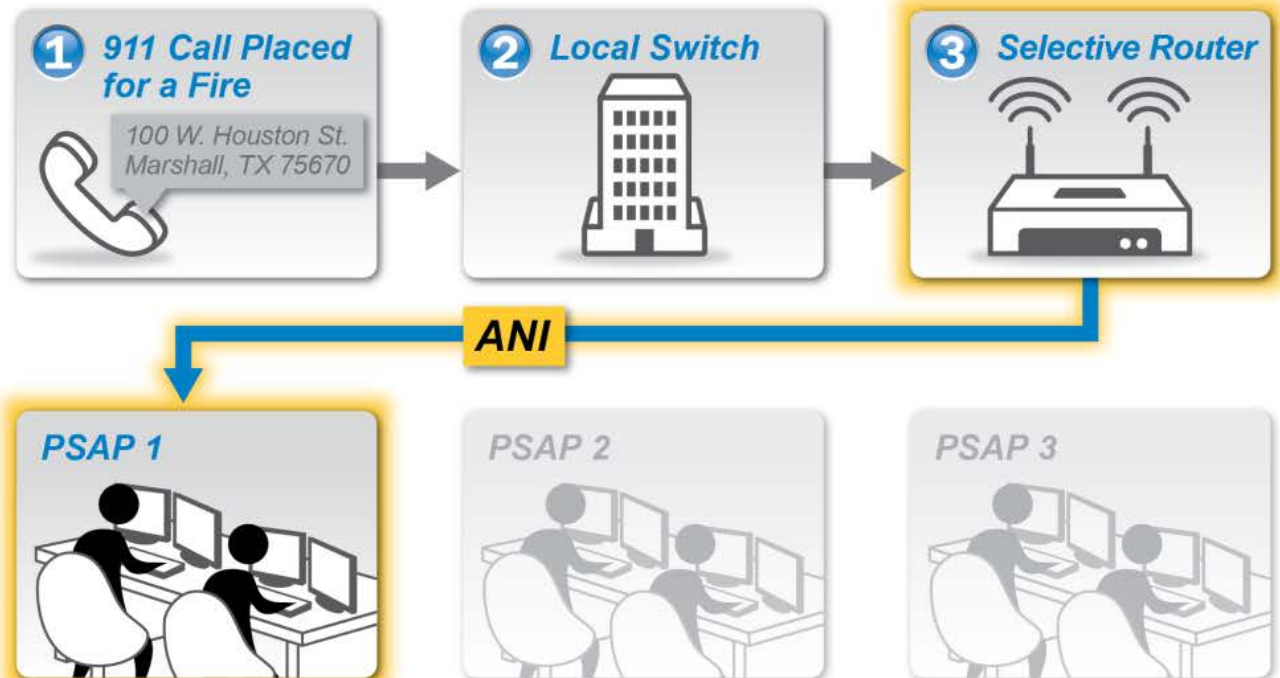 1 911 Call Placed
for a Fire
100 W. Houston St.
Marshall, TX 75670
2 Local Switch
3 Selective Router
ANI
PSAP 1
PSAP 2
PSAP 3